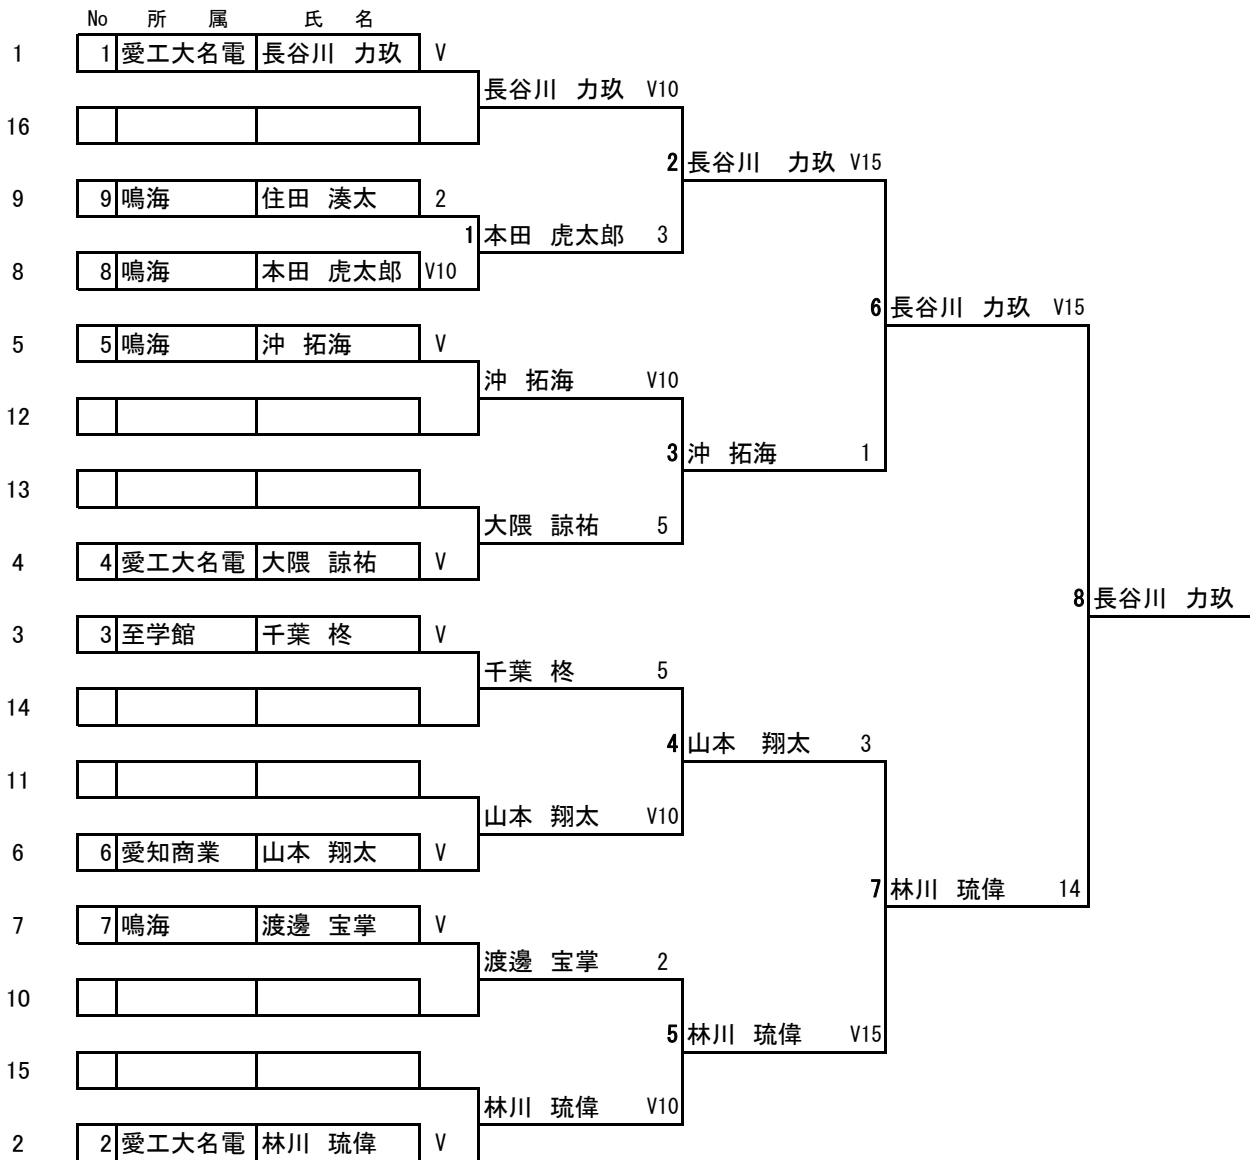 No 所 属 氏 名
1 1 愛工大名電 長谷川 力玖 V
長谷川 力玖 V10
16
2 長谷川 力玖 V15
9 9 鳴海 住田 湊太 2
1 本田 虎太郎 3
8 8 鳴海 本田 虎太郎 V10
6 長谷川 力玖 V15
5 5 鳴海 沖 拓海 V
沖 拓海 V10
12
3 沖 拓海 1
13
大隈 諒祐 5
4 4 愛工大名電 大隈 諒祐 V
8 長谷川 力玖
3 3 至学館 千葉 柊 V
千葉 柊 5
14
4 山本 翔太 3
11
山本 翔太 V10
6 6 愛知商業 山本 翔太 V
7 林川 琉偉 14
7 7 鳴海 渡邊 宝掌 V
渡邊 宝掌 2
10
5 林川 琉偉 V15
15
林川 琉偉 V10
2 2 愛工大名電 林川 琉偉 V